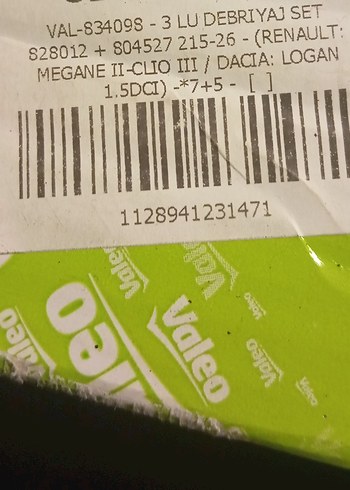 VAL-834098 - 3 LU DEBRIYAJ SET
828012 + 804527 215-26 - (RENAULT:
MEGANE II-CLIO III / DACIA: LOGAN
1.5DCI) -*7+5 - [ ]
1128941231471
Valeo
Valeo
Valeo
Valeo
Valeo
Valeo
Valeo